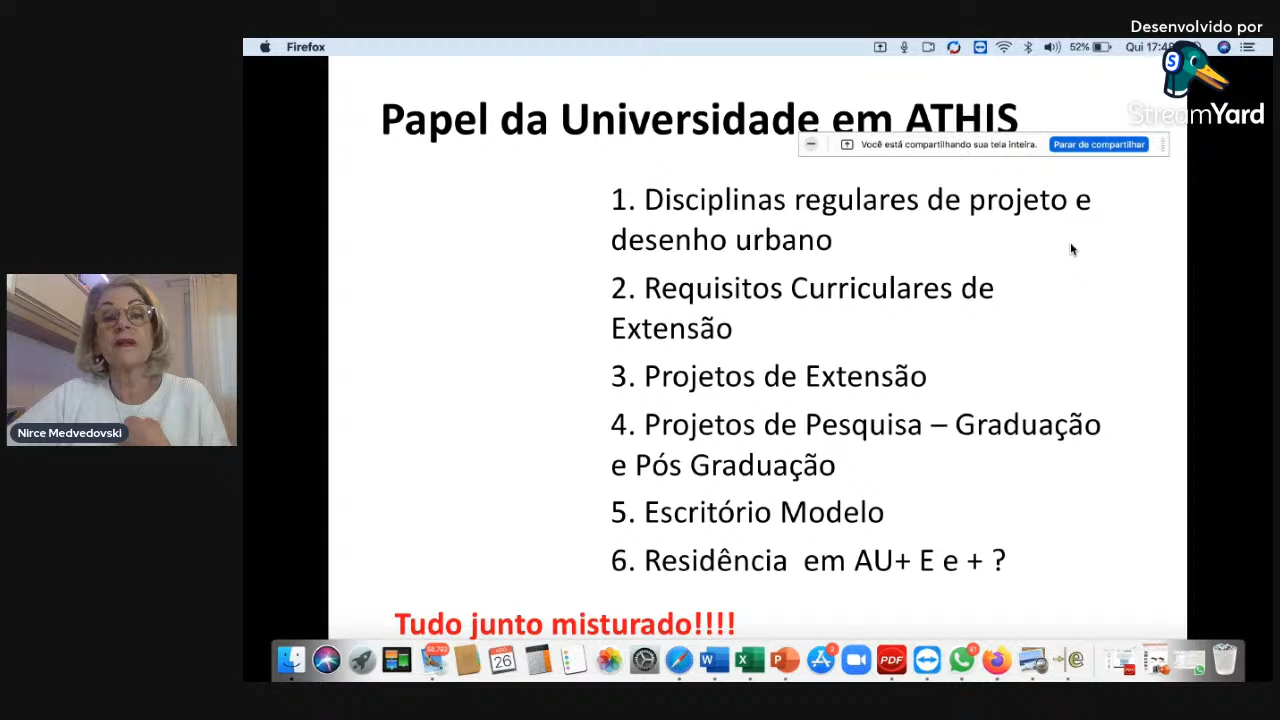 Desenvolvido por
StreamYard
Firefox
52%
Qui 17:48
Papel da Universidade em ATHIS
Você está compartilhando sua tela inteira.
Parar de compartilhar
1. Disciplinas regulares de projeto e
desenho urbano
2. Requisitos Curriculares de
Extensão
3. Projetos de Extensão
4. Projetos de Pesquisa – Graduação
e Pós Graduação
5. Escritório Modelo
6. Residência em AU+ E e + ?
Nirce Medvedovski
Tudo junto misturado!!!!
26
PDF